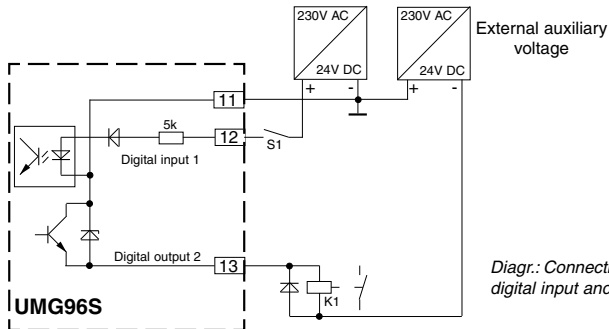 230V AC
24V DC
+
-
230V AC
24V DC
+
-
External auxiliary
voltage
11
5k
12
S1
Digital input 1
Digital output 2
13
K1
UMG96S
Diagr.: Connecti
digital input and